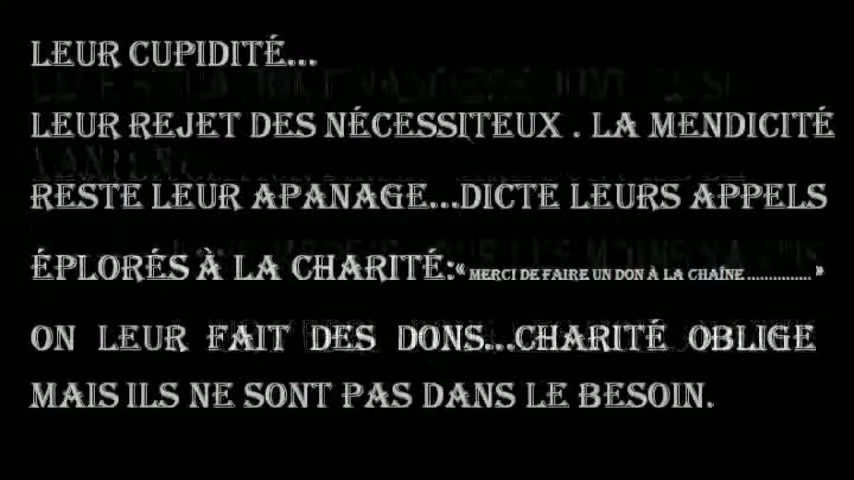 LEUR CUPIDITÉ...
LEUR REJET DES NÉCESSITEUX . LA MENDICITÉ
RESTE LEUR APANAGE...DICTE LEURS APPELS
ÉPLORÉS À LA CHARITÉ:« MERCI DE FAIRE UN DON À LA CHAÎNE ............... »
ON LEUR FAIT DES DONS...CHARITÉ OBLIGE
MAIS ILS NE SONT PAS DANS LE BESOIN.